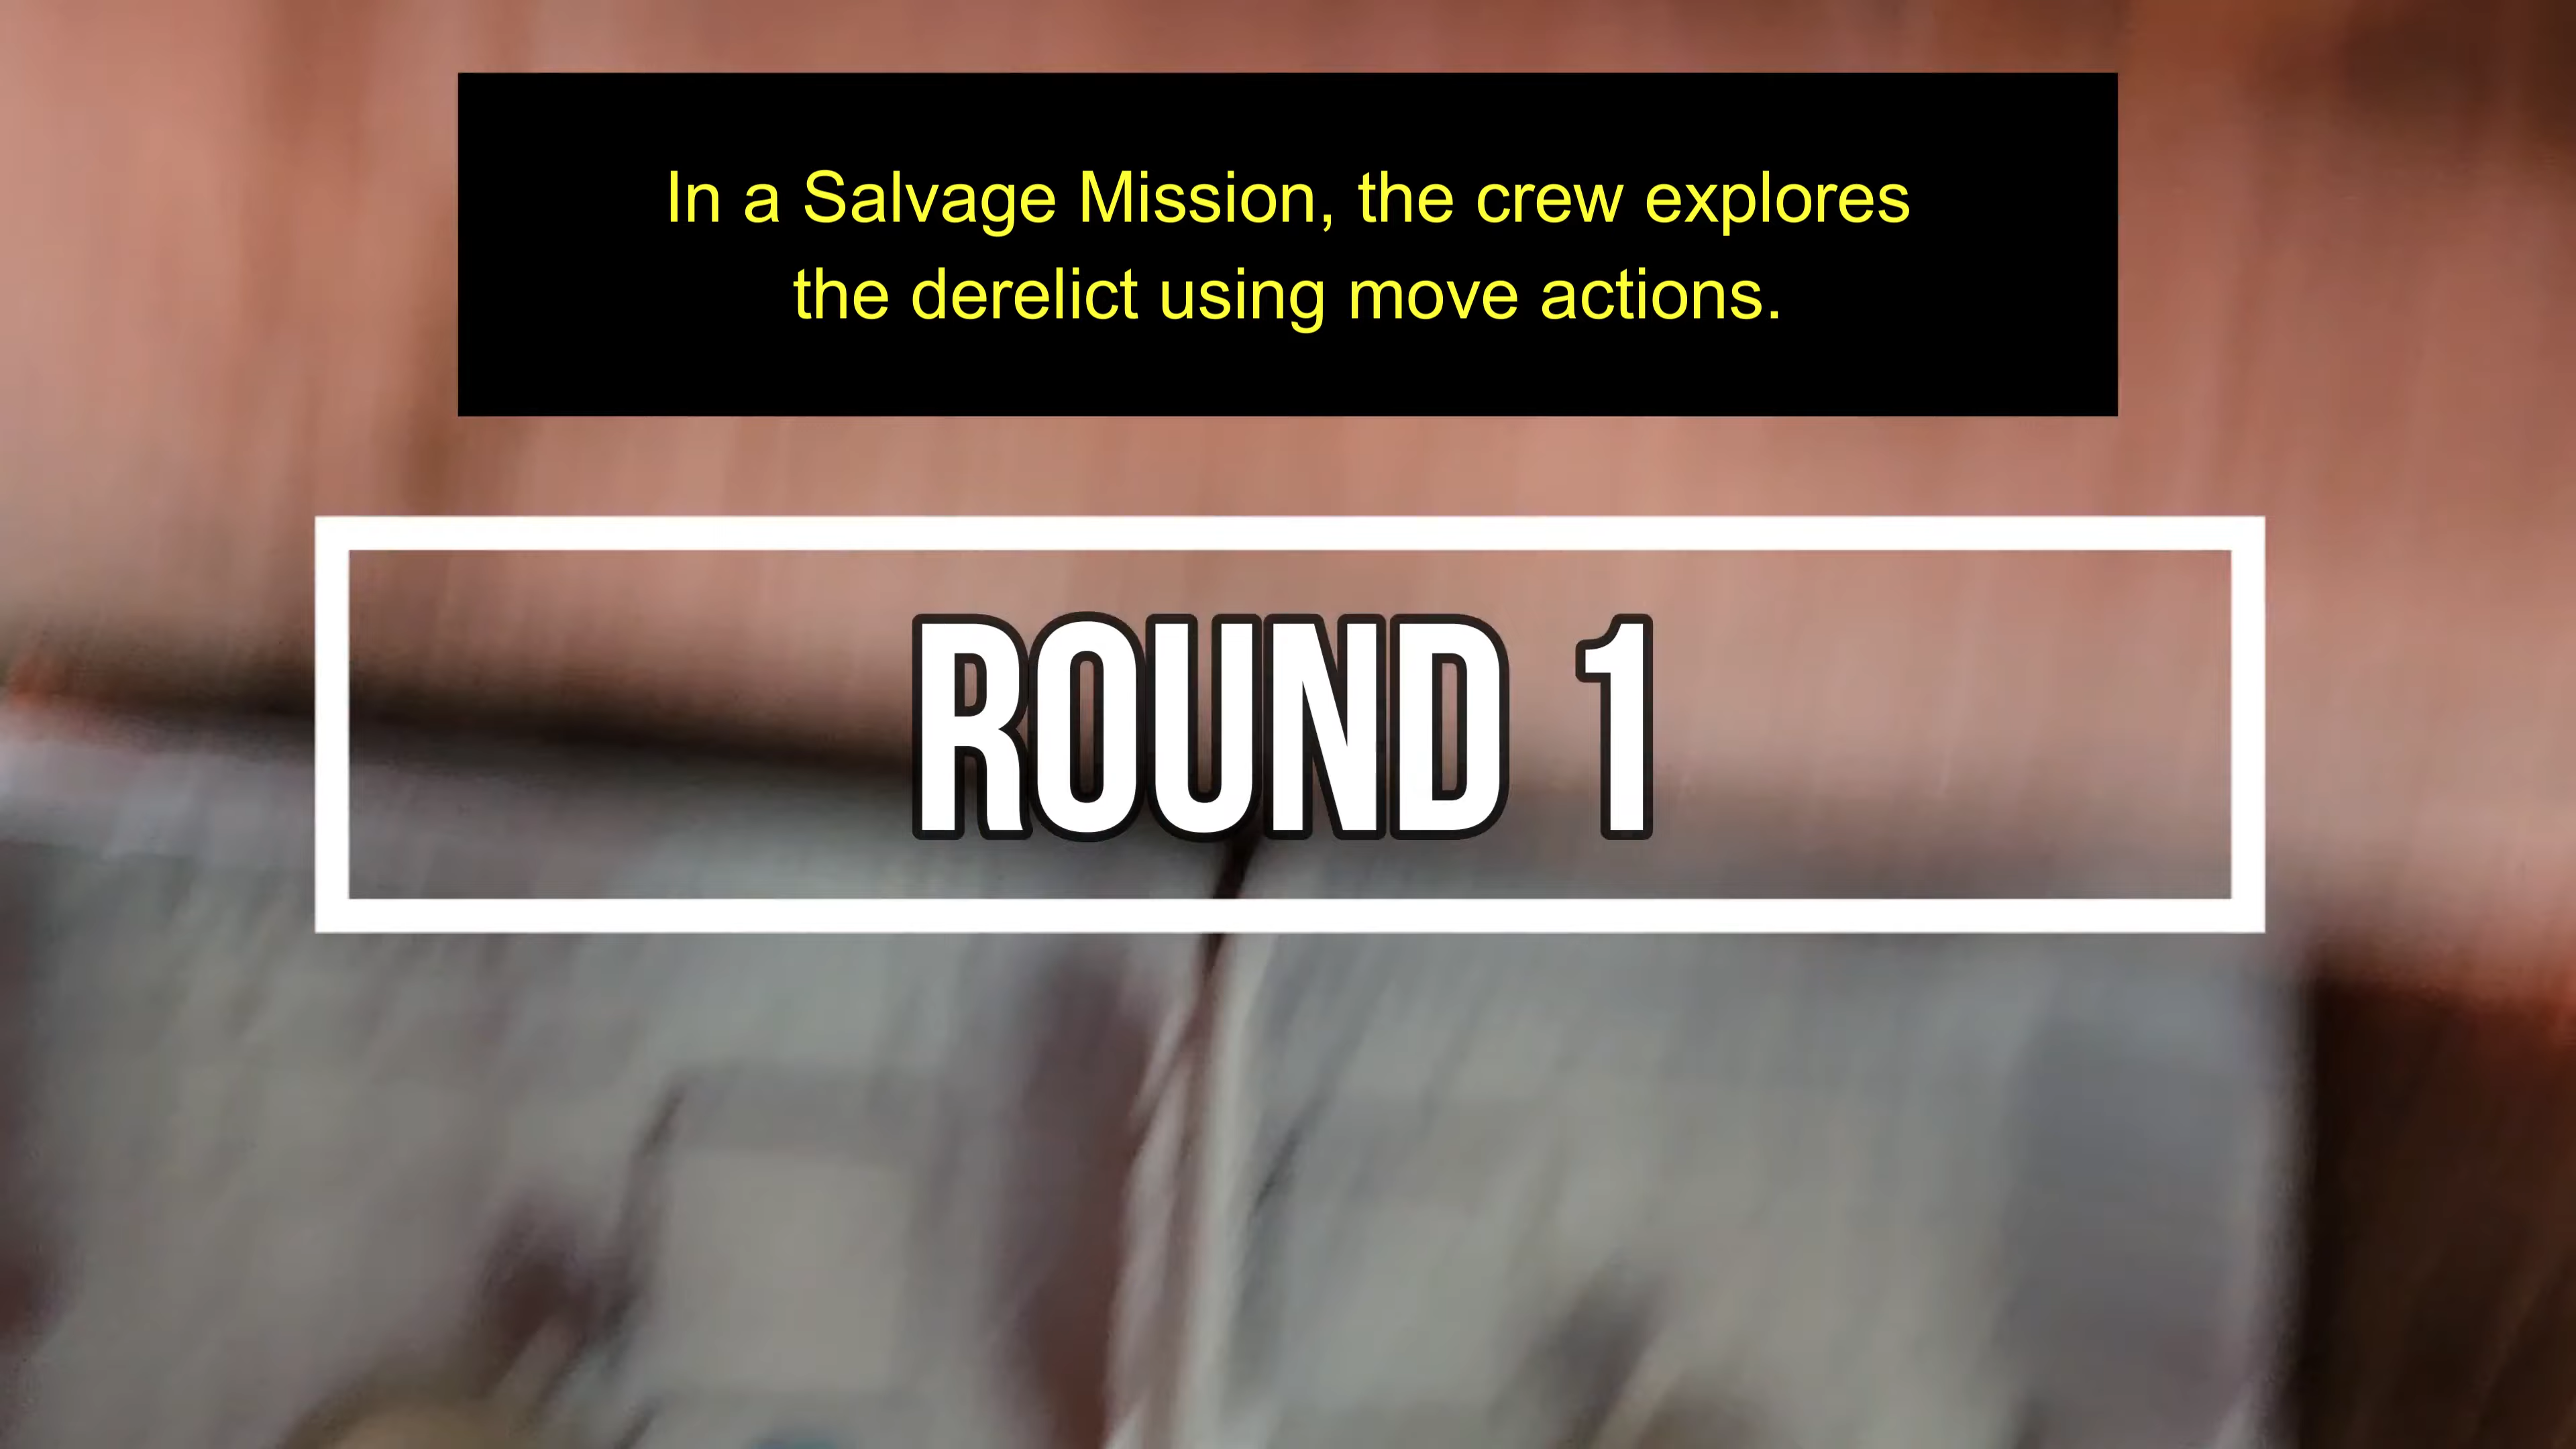 In a Salvage Mission, the crew explores
the derelict using move actions.
ROUND 1